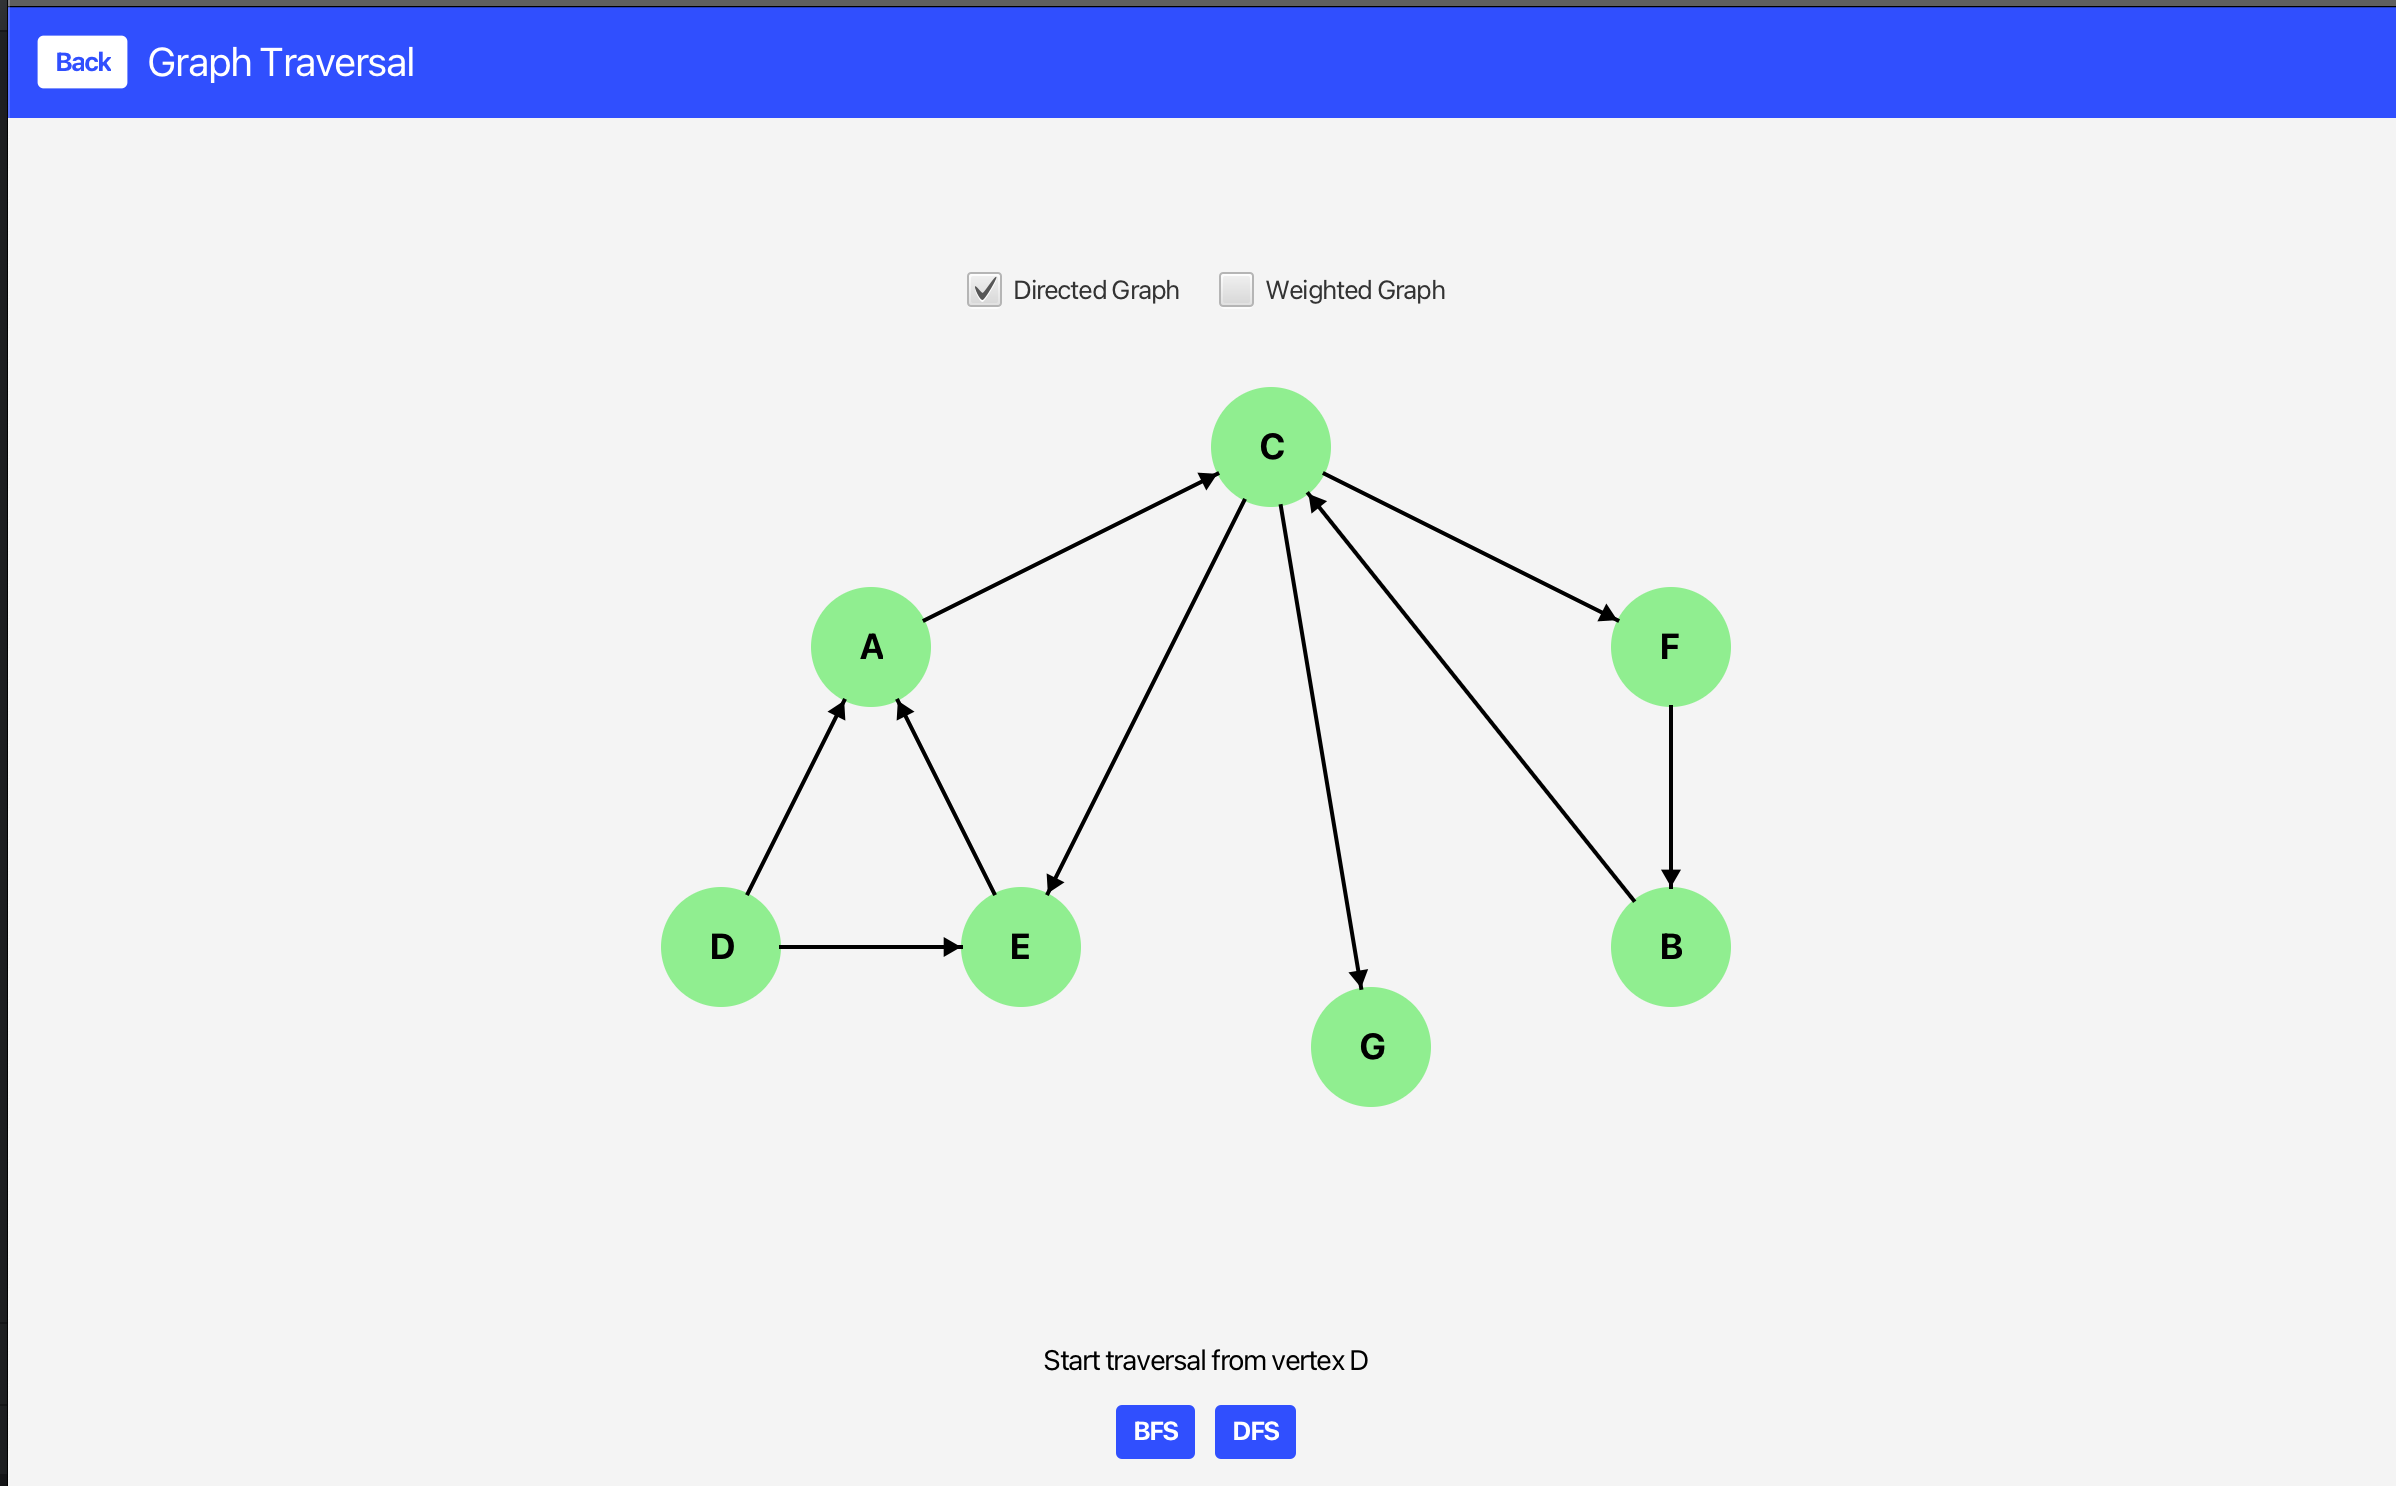 Back Graph Traversal
Directed Graph Weighted Graph
C
A
F
D
E
B
G
Start traversal from vertex D
BFS DFS